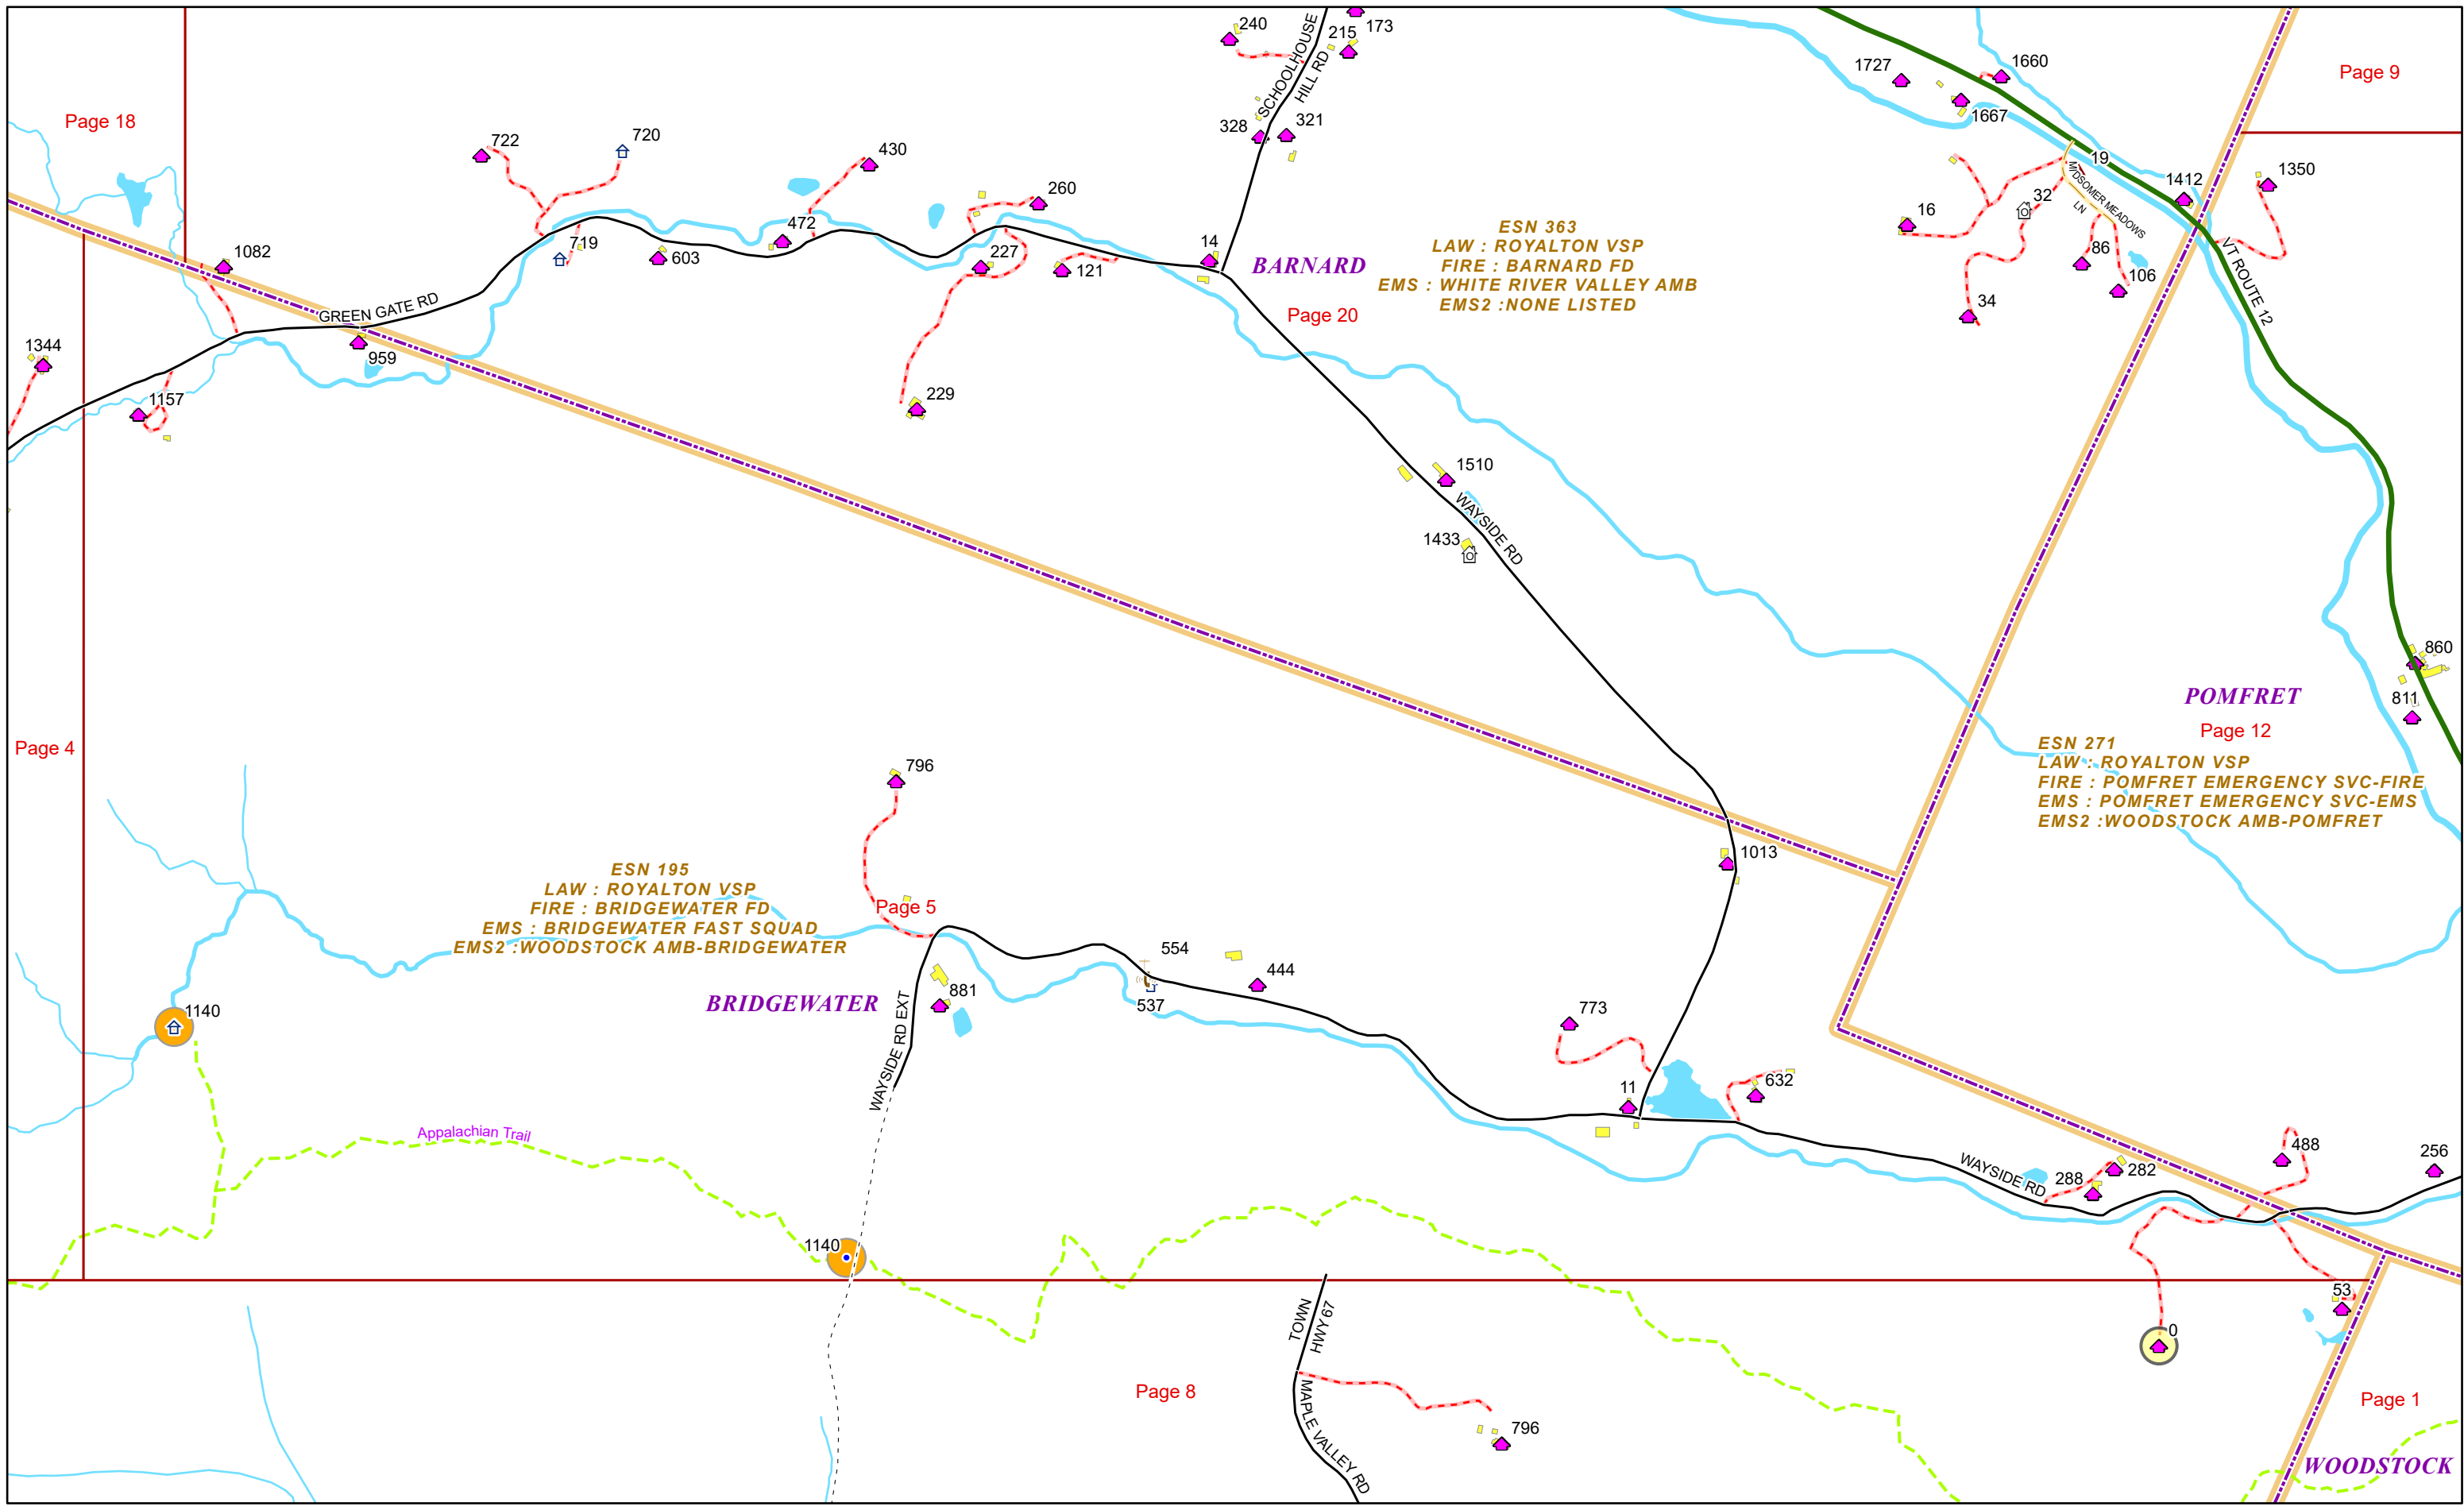 240
173
215
SCHOOLHOUSE
HILL RD
1727
1660
1667
Page 9
Page 18
722
720
430
328
321
19
MIDSOMER MEADOWS
LN
1412
1350
260
16
32
719
472
603
227
121
14
BARNARD
ESN 363
LAW : ROYALTON VSP
FIRE : BARNARD FD
EMS : WHITE RIVER VALLEY AMB
EMS2 :NONE LISTED
Page 20
86
106
34
VT ROUTE 12
1082
GREEN GATE RD
1344
959
1157
229
1510
WAYSIDE RD
1433
860
811
POMFRET
Page 12
ESN 271
LAW : ROYALTON VSP
FIRE : POMFRET EMERGENCY SVC-FIRE
EMS : POMFRET EMERGENCY SVC-EMS
EMS2 :WOODSTOCK AMB-POMFRET
Page 4
796
1013
ESN 195
LAW : ROYALTON VSP
FIRE : BRIDGEWATER FD
EMS : BRIDGEWATER FAST SQUAD
EMS2 :WOODSTOCK AMB-BRIDGEWATER
Page 5
554
444
537
881
BRIDGEWATER
WAYSIDE RD EXT
1140
773
11
632
Appalachian Trail
WAYSIDE RD
288
282
488
256
1140
53
0
TOWN
HWY 67
MAPLE VALLEY RD
Page 8
796
Page 1
WOODSTOCK